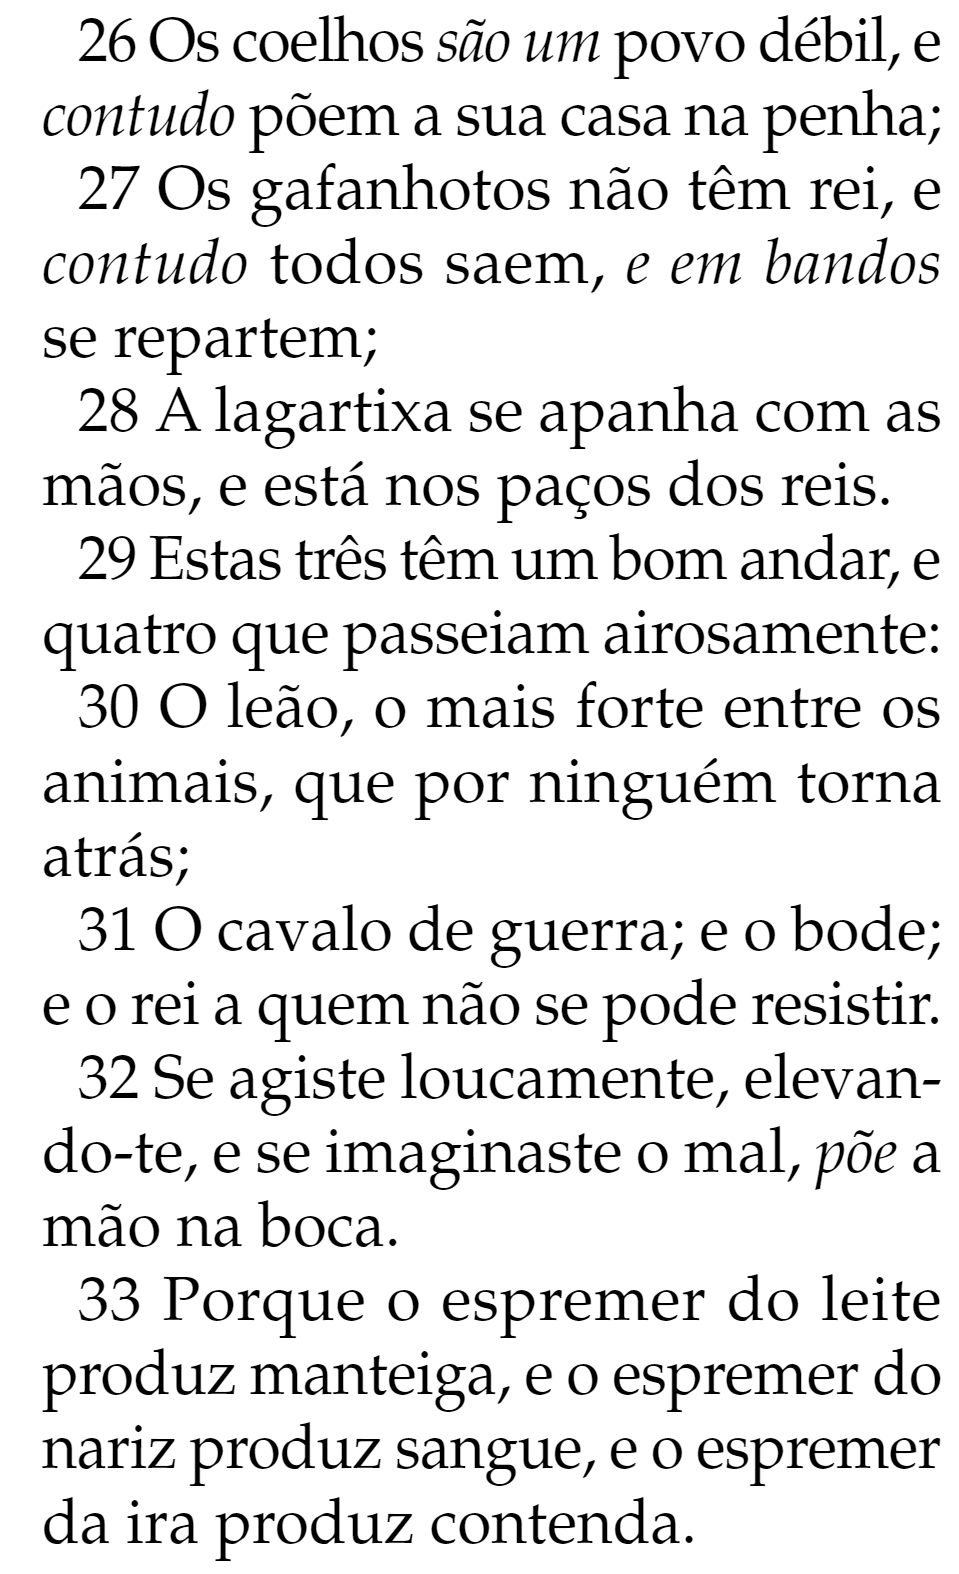 26 Os coelhos são um povo débil, e
contudo põem a sua casa na penha;
27 Os gafanhotos não têm rei, e
contudo todos saem, e em bandos
se repartem;
28 A lagartixa se apanha com as
mãos, e está nos paços dos reis.
29 Estas três têm um bom andar, e
quatro que passeiam airosamente:
30 O leão, o mais forte entre os
animais, que por ninguém torna
atrás;
31 O cavalo de guerra; e o bode;
e o rei a quem não se pode resistir.
32 Se agiste loucamente, elevan-
do-te, e se imaginaste o mal, põe a
mão na boca.
33 Porque o espremer do leite
produz manteiga, e o espremer do
nariz produz sangue, e o espremer
da ira produz contenda.